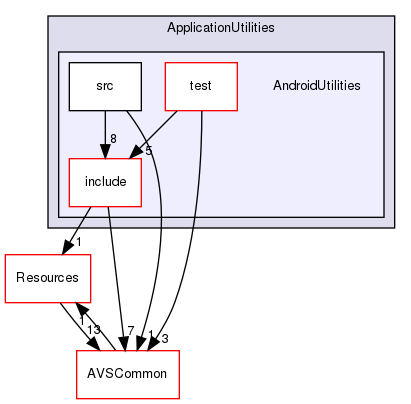 ApplicationUtilities
src
test
AndroidUtilities
8
5
include
1
Resources
7
1
3
1
13
AVSCommon